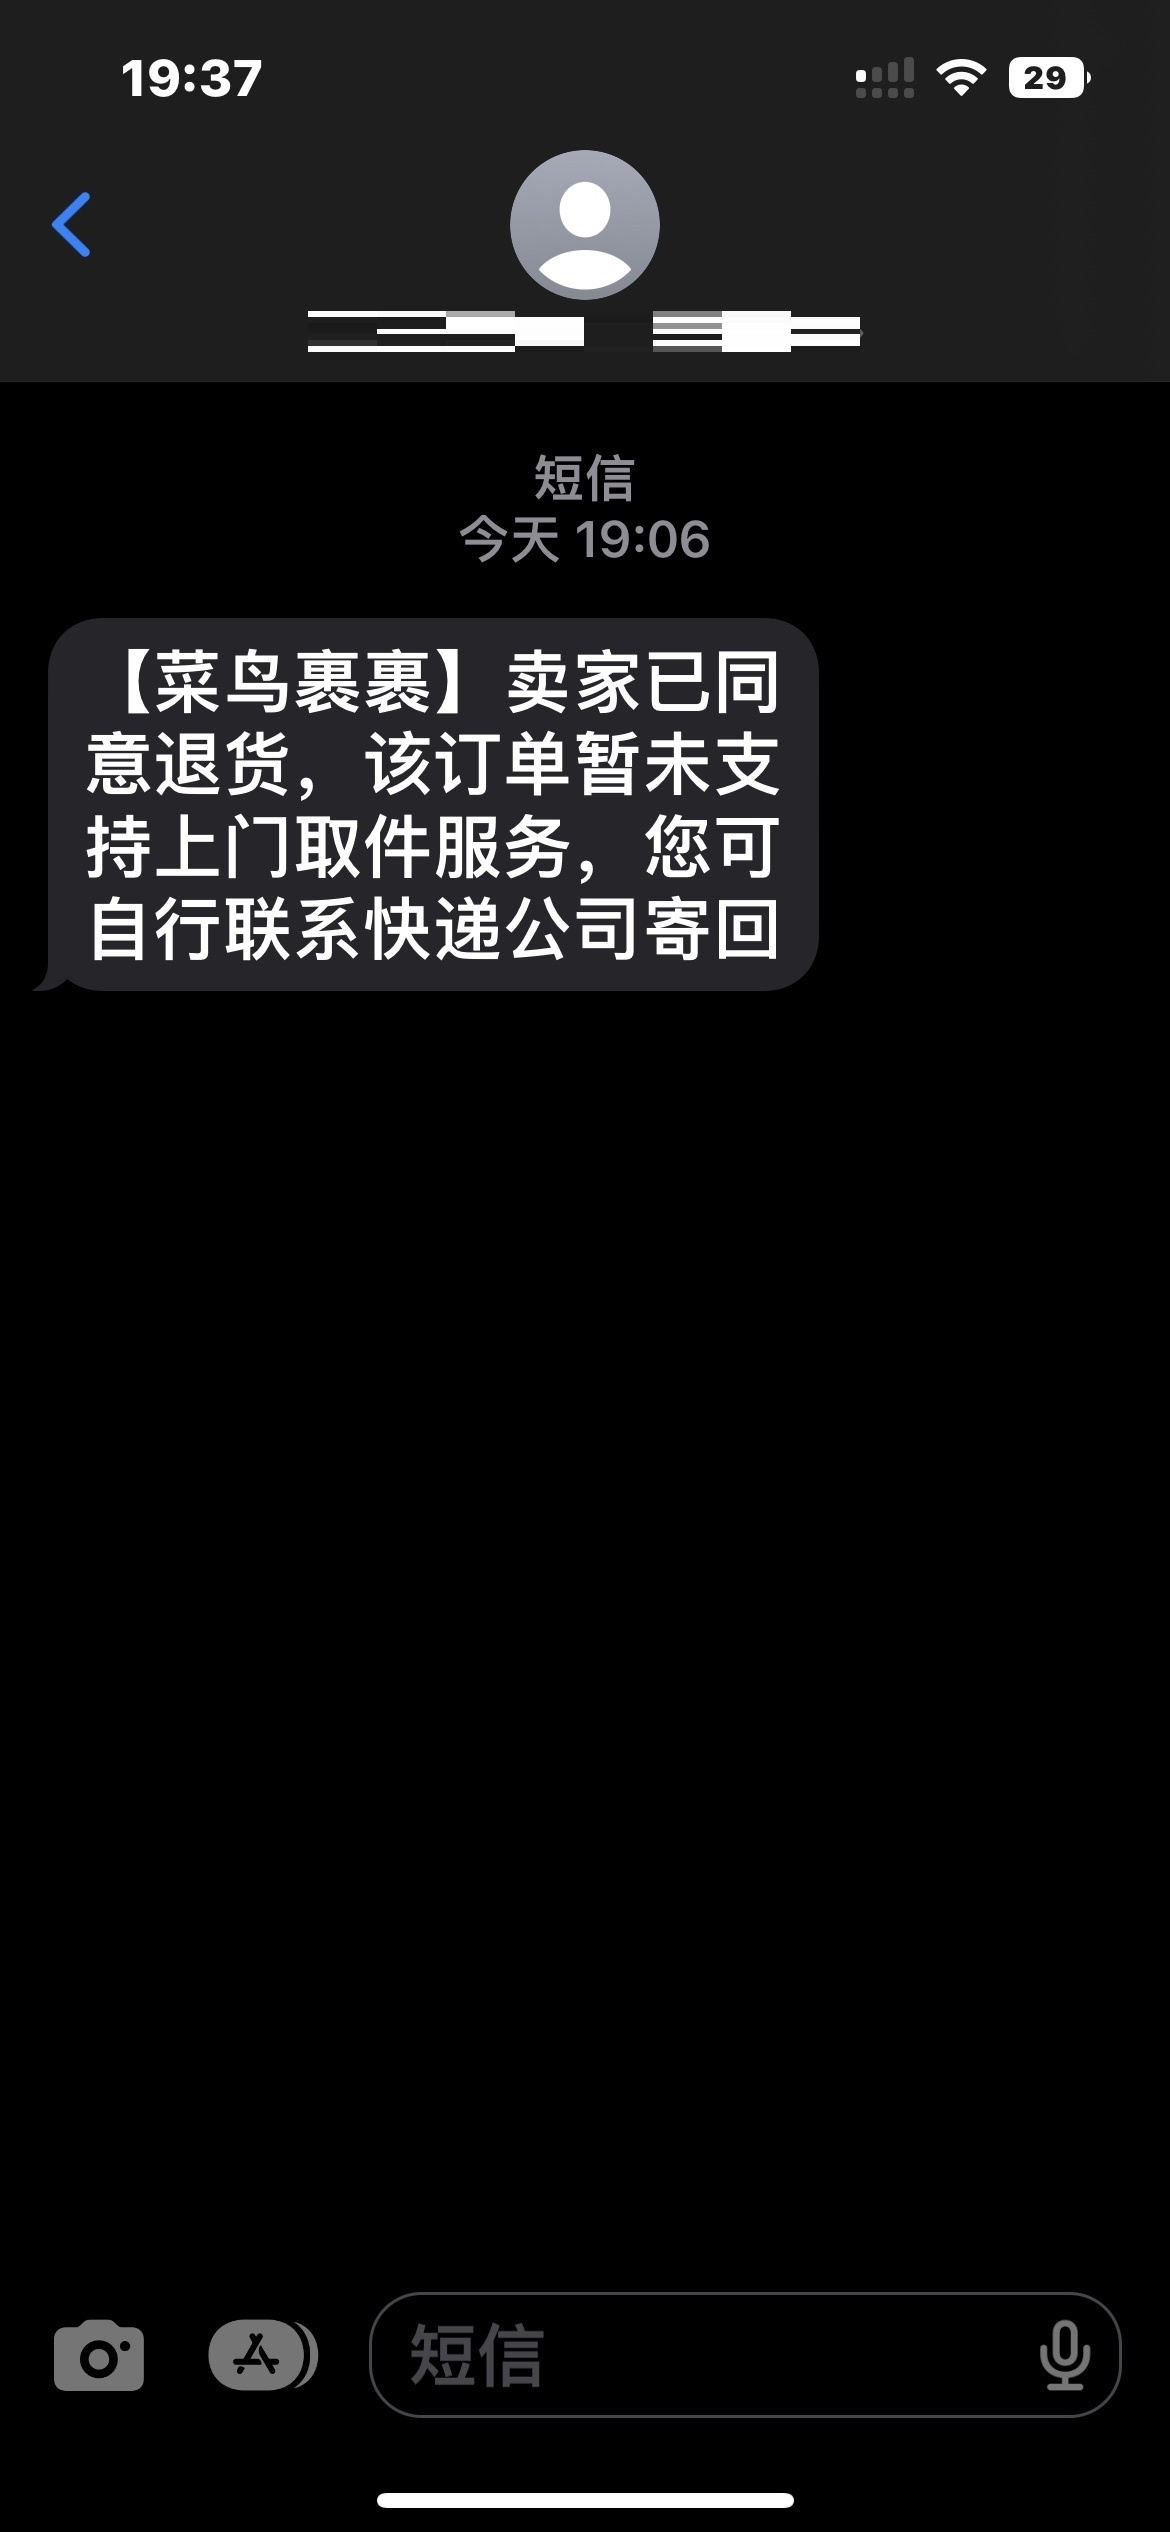 19:37
29
短信
今天 19:06
【菜鸟裹裹】卖家已同
意退货，该订单暂未支
持上门取件服务，您可
自行联系快递公司寄回
短信